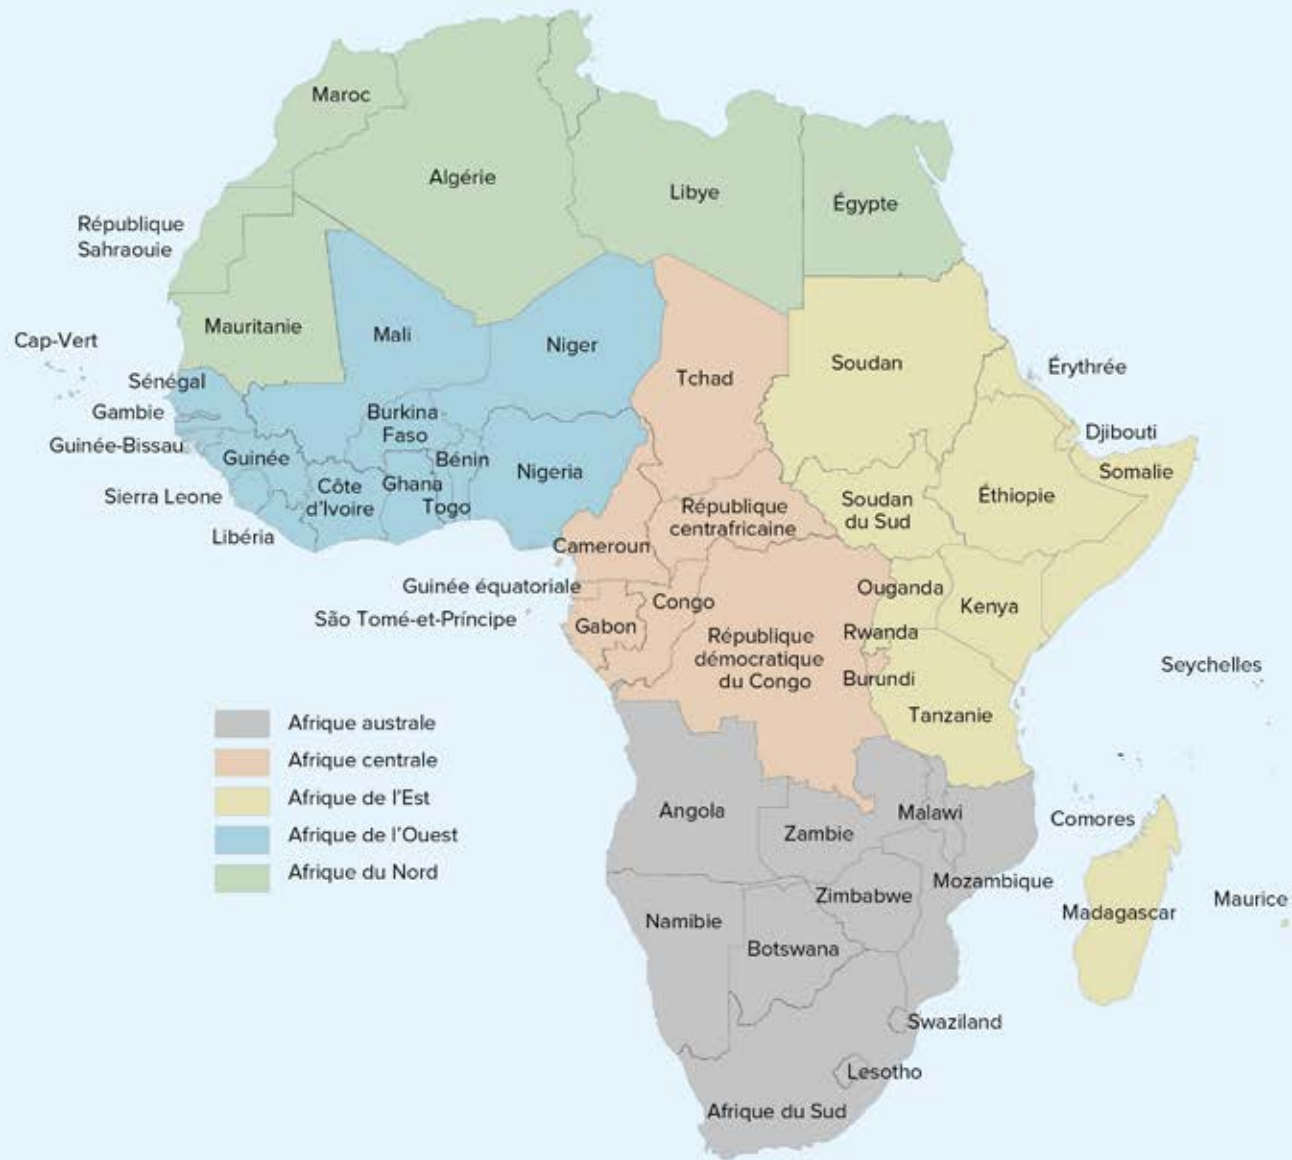 Maroc
Algérie
Libye
Égypte
République
Sahraouie
Mauritanie
Mali
Niger
Tchad
Soudan
Érythrée
Cap-Vert
Sénégal
Gambie
Guinée-Bissau
Guinée
Sierra Leone
Libéria
Côte
d'Ivoire
Burkina
Faso
Ghana
Togo
Bénin
Nigeria
Djibouti
Somalie
Éthiopie
Soudan
du Sud
République
centrafricaine
Cameroun
Guinée équatoriale
São Tomé-et-Príncipe
Gabon
Congo
République
démocratique
du Congo
Ouganda
Kenya
Rwanda
Burundi
Tanzanie
Seychelles
Afrique australe
Afrique centrale
Afrique de l'Est
Afrique de l'Ouest
Afrique du Nord
Angola
Zambie
Malawi
Comores
Mozambique
Zimbabwe
Madagascar
Maurice
Namibie
Botswana
Swaziland
Lesotho
Afrique du Sud